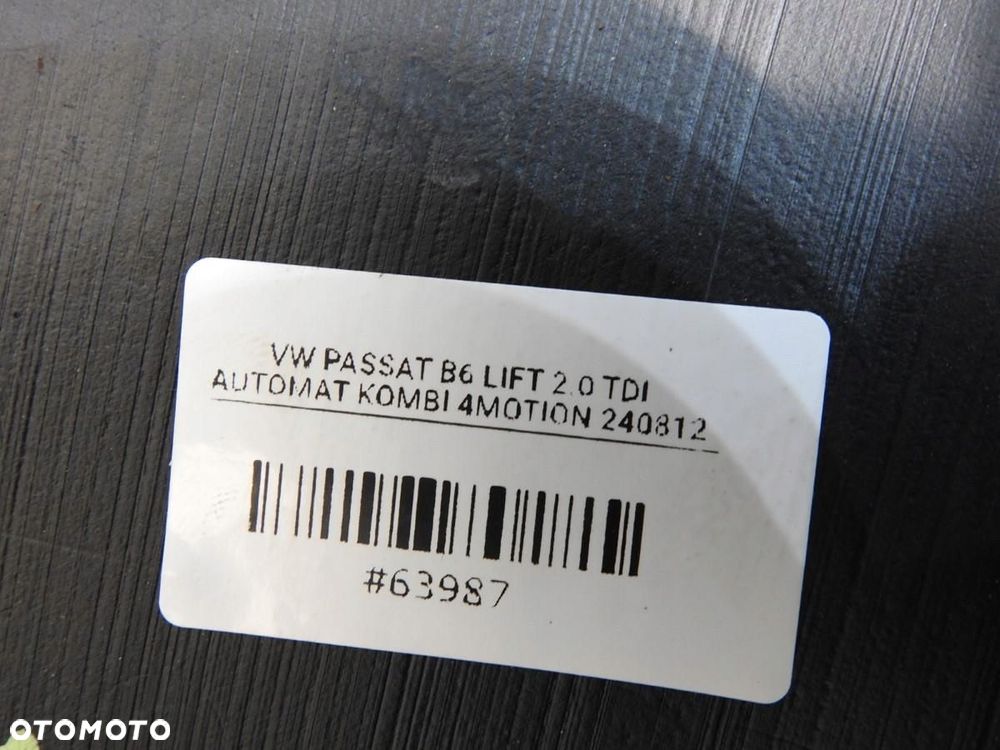 VW PASSAT B6 LIFT 2.0 TDI
AUTOMAT KOMBI 4MOTION 240812
#63987
OTOMOTO